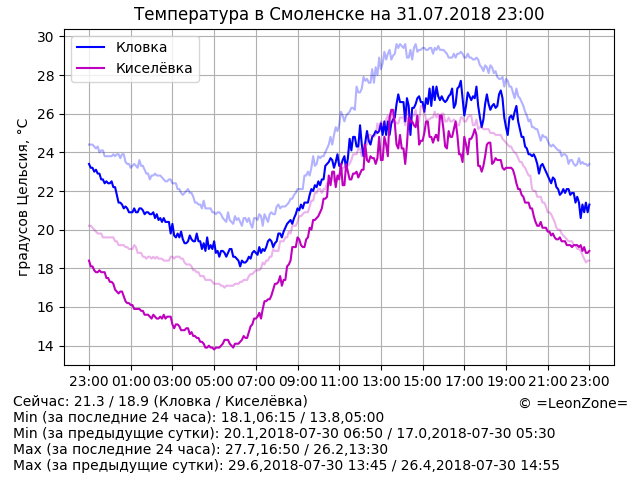 Температура в Смоленске на 31.07.2018 23:00
градусов Цельсия, °C
30
28
26
24
22
20
18
16
14
Кловка
Киселёвка
23:00 01:00 03:00 05:00 07:00 09:00 11:00 13:00 15:00 17:00 19:00 21:00 23:00
Сейчас: 21.3 / 18.9 (Кловка / Киселёвка)
© =LeonZone=
Min (за последние 24 часа): 18.1,06:15 / 13.8,05:00
Min (за предыдущие сутки): 20.1,2018-07-30 06:50 / 17.0,2018-07-30 05:30
Max (за последние 24 часа): 27.7,16:50 / 26.2,13:30
Max (за предыдущие сутки): 29.6,2018-07-30 13:45 / 26.4,2018-07-30 14:55